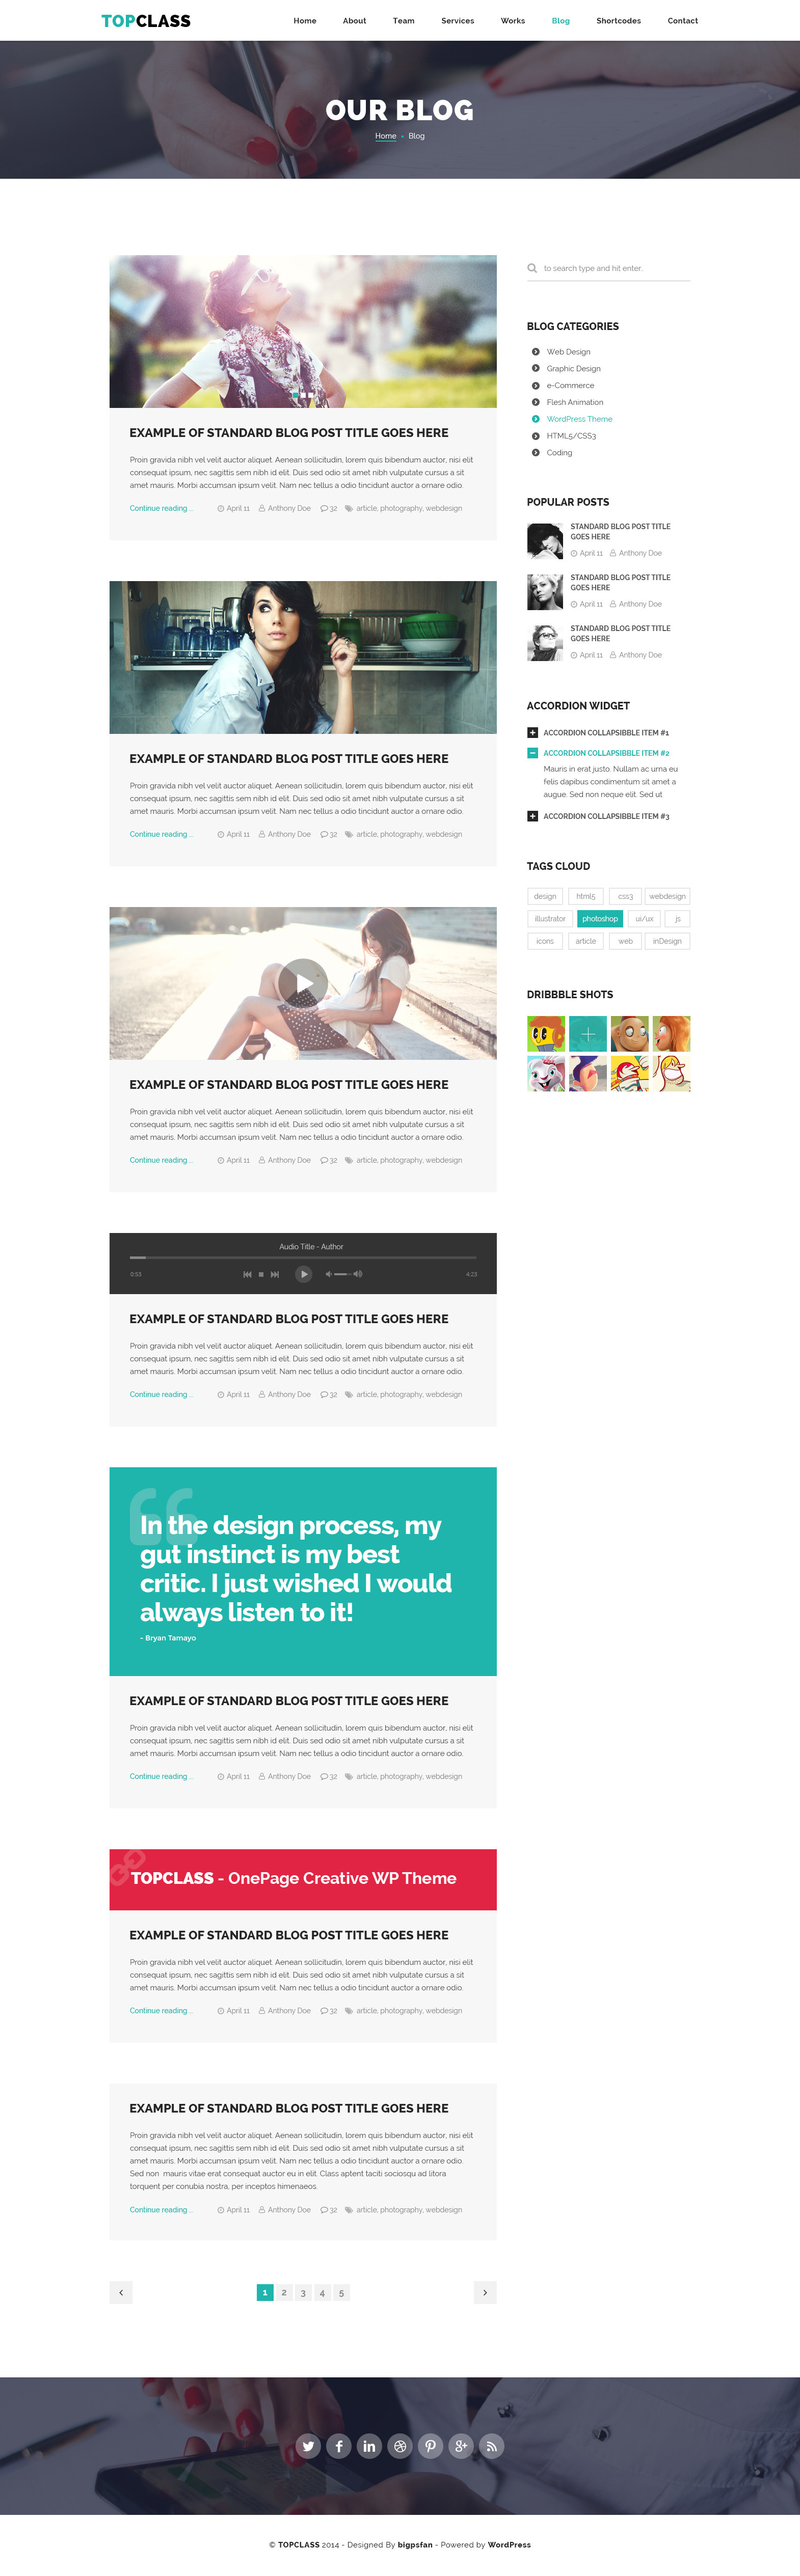 TOPCLASS
Home About Team Services Works Blog Shortcodes Contact
OUR BLOG
Home • Blog
EXAMPLE OF STANDARD BLOG POST TITLE GOES HERE
Proin gravida nibh vel velit auctor aliquet. Aenean sollicitudin, lorem quis bibendum auctor, nisi elit
consequat ipsum, nec sagittis sem nibh id elit. Duis sed odio sit amet nibh vulputate cursus a sit
amet mauris. Morbi accumsan ipsum velit. Nam nec tellus a odio tincidunt auctor a ornare odio.
Continue reading ... April 11 Anthony Doe 32 article, photography, webdesign
EXAMPLE OF STANDARD BLOG POST TITLE GOES HERE
Proin gravida nibh vel velit auctor aliquet. Aenean sollicitudin, lorem quis bibendum auctor, nisi elit
consequat ipsum, nec sagittis sem nibh id elit. Duis sed odio sit amet nibh vulputate cursus a sit
amet mauris. Morbi accumsan ipsum velit. Nam nec tellus a odio tincidunt auctor a ornare odio.
Continue reading ... April 11 Anthony Doe 32 article, photography, webdesign
EXAMPLE OF STANDARD BLOG POST TITLE GOES HERE
Proin gravida nibh vel velit auctor aliquet. Aenean sollicitudin, lorem quis bibendum auctor, nisi elit
consequat ipsum, nec sagittis sem nibh id elit. Duis sed odio sit amet nibh vulputate cursus a sit
amet mauris. Morbi accumsan ipsum velit. Nam nec tellus a odio tincidunt auctor a ornare odio.
Continue reading ... April 11 Anthony Doe 32 article, photography, webdesign
Audio Title - Author
0:53 4:23
EXAMPLE OF STANDARD BLOG POST TITLE GOES HERE
Proin gravida nibh vel velit auctor aliquet. Aenean sollicitudin, lorem quis bibendum auctor, nisi elit
consequat ipsum, nec sagittis sem nibh id elit. Duis sed odio sit amet nibh vulputate cursus a sit
amet mauris. Morbi accumsan ipsum velit. Nam nec tellus a odio tincidunt auctor a ornare odio.
Continue reading ... April 11 Anthony Doe 32 article, photography, webdesign
“
In the design process, my
gut instinct is my best
critic. I just wished I would
always listen to it!
- Bryan Tamayo
EXAMPLE OF STANDARD BLOG POST TITLE GOES HERE
Proin gravida nibh vel velit auctor aliquet. Aenean sollicitudin, lorem quis bibendum auctor, nisi elit
consequat ipsum, nec sagittis sem nibh id elit. Duis sed odio sit amet nibh vulputate cursus a sit
amet mauris. Morbi accumsan ipsum velit. Nam nec tellus a odio tincidunt auctor a ornare odio.
Continue reading ... April 11 Anthony Doe 32 article, photography, webdesign
TOPCLASS - OnePage Creative WP Theme
EXAMPLE OF STANDARD BLOG POST TITLE GOES HERE
Proin gravida nibh vel velit auctor aliquet. Aenean sollicitudin, lorem quis bibendum auctor, nisi elit
consequat ipsum, nec sagittis sem nibh id elit. Duis sed odio sit amet nibh vulputate cursus a sit
amet mauris. Morbi accumsan ipsum velit. Nam nec tellus a odio tincidunt auctor a ornare odio.
Continue reading ... April 11 Anthony Doe 32 article, photography, webdesign
EXAMPLE OF STANDARD BLOG POST TITLE GOES HERE
Proin gravida nibh vel velit auctor aliquet. Aenean sollicitudin, lorem quis bibendum auctor, nisi elit
consequat ipsum, nec sagittis sem nibh id elit. Duis sed odio sit amet nibh vulputate cursus a sit
amet mauris. Morbi accumsan ipsum velit. Nam nec tellus a odio tincidunt auctor a ornare odio.
Sed non mauris vitae erat consequat auctor eu in elit. Class aptent taciti sociosqu ad litora
torquent per conubia nostra, per inceptos himenaeos.
Continue reading ... April 11 Anthony Doe 32 article, photography, webdesign
1 2 3 4 5
to search type and hit enter.
BLOG CATEGORIES
Web Design
Graphic Design
e-Commerce
Flesh Animation
WordPress Theme
HTML5/CSS3
Coding
POPULAR POSTS
STANDARD BLOG POST TITLE
GOES HERE
April 11 Anthony Doe
STANDARD BLOG POST TITLE
GOES HERE
April 11 Anthony Doe
STANDARD BLOG POST TITLE
GOES HERE
April 11 Anthony Doe
ACCORDION WIDGET
ACCORDION COLLAPSIBBLE ITEM #1
ACCORDION COLLAPSIBBLE ITEM #2
Mauris in erat justo. Nullam ac urna eu
felis dapibus condimentum sit amet a
augue. Sed non neque elit. Sed ut
ACCORDION COLLAPSIBBLE ITEM #3
TAGS CLOUD
design html5 css3 webdesign
illustrator photoshop ui/ux js
icons article web inDesign
DRIBBBLE SHOTS
© TOPCLASS 2014 - Designed By bigpsfan - Powered by WordPress